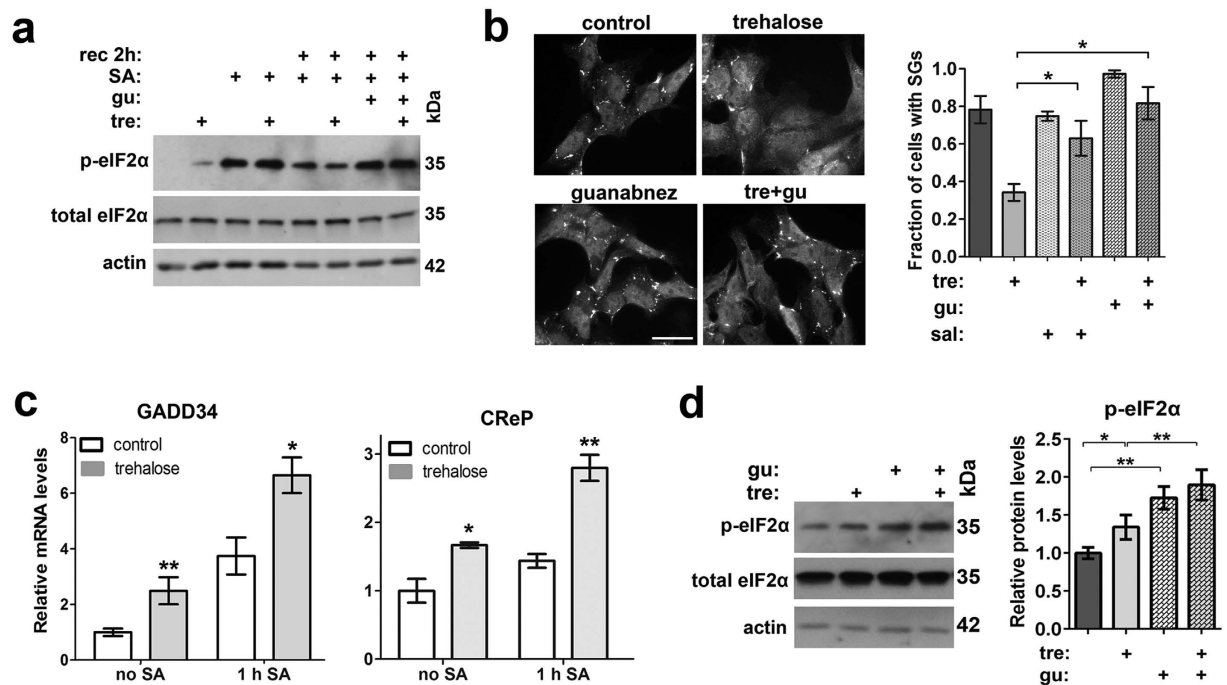 a
rec 2h: + + + +
SA: + + + + + +
gu: + +
tre: + + + +
kDa
p-eIF2α 35
total eIF2α 35
actin 42
b
control trehalose
guanabnez tre+gu
Fraction of cells with SGs
1.0
0.8
0.6
0.4
0.2
0.0
* *
tre: + + +
gu: + +
sal: + +
c
GADD34
Relative mRNA levels
8
6
4
2
0
control
trehalose
** *
no SA 1 h SA
CReP
3
2
1
0
control
trehalose
* **
no SA 1 h SA
d
gu: + +
tre: + +
kDa
p-eIF2α 35
total eIF2α 35
actin 42
p-eIF2α
Relative protein levels
2.5
2.0
1.5
1.0
0.5
0.0
* **
**
tre: + +
gu: + +